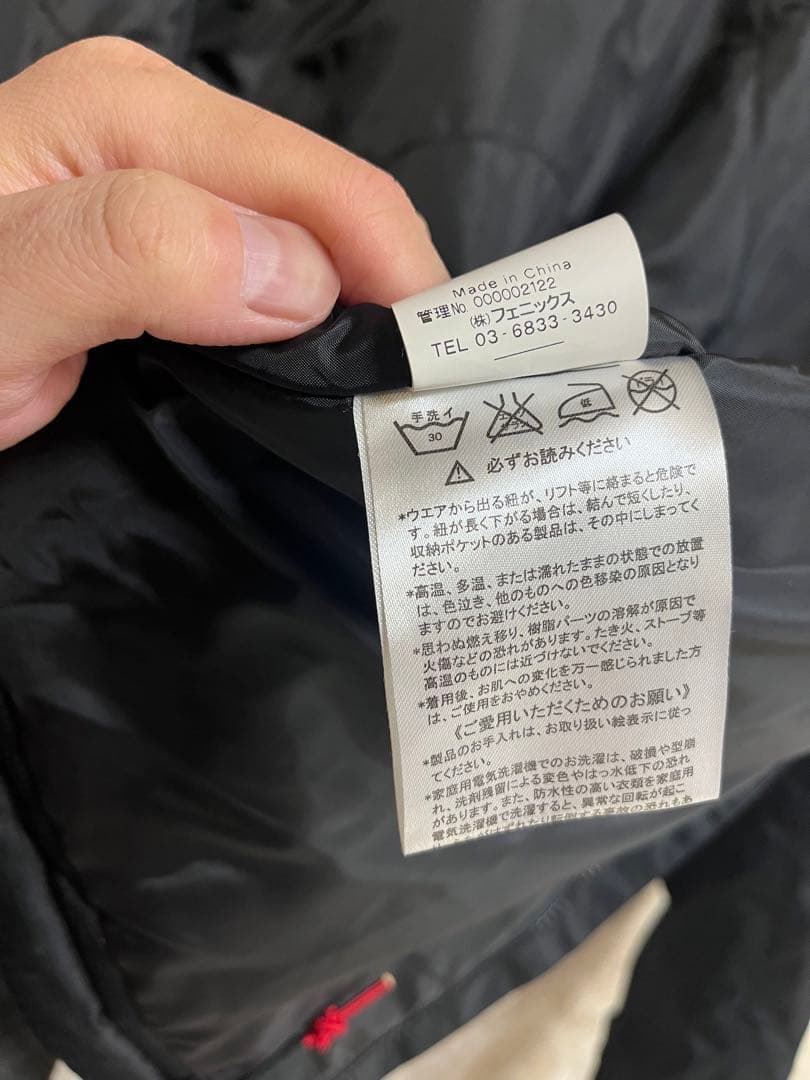 Made in China
管理No 000002122
(株)フェニックス
TEL 03-6833-3430
手洗イ
30
エンソ
サラシ
低
ドライ
必ずお読みください
*ウエアから出る紐が、リフト等に絡まると危険で
す。紐が長く下がる場合は、結んで短くしたり、
収納ポケットのある製品は、その中にしまってく
ださい。
*高温、多湿、または濡れたままの状態での放置
は、色泣き、他のものへの色移染の原因となり
ますのでお避けください。
*思わぬ燃え移り、樹脂パーツの溶解が原因で
火傷などの恐れがあります。たき火、ストーブ等
高温のものには近づけないでください。
*着用後、お肌への変化を万一感じられました方
は、ご使用をおやめください。
《ご愛用いただくためのお願い》
*製品のお手入れは、お取り扱い絵表示に従っ
てください。
*家庭用電気洗濯機でのお洗濯は、破損や型崩
れ、洗剤残留による変色やはっ水低下の恐れ
があります。また、防水性の高い衣類を家庭用
電気洗濯機で洗濯すると、異常な回転が起こ